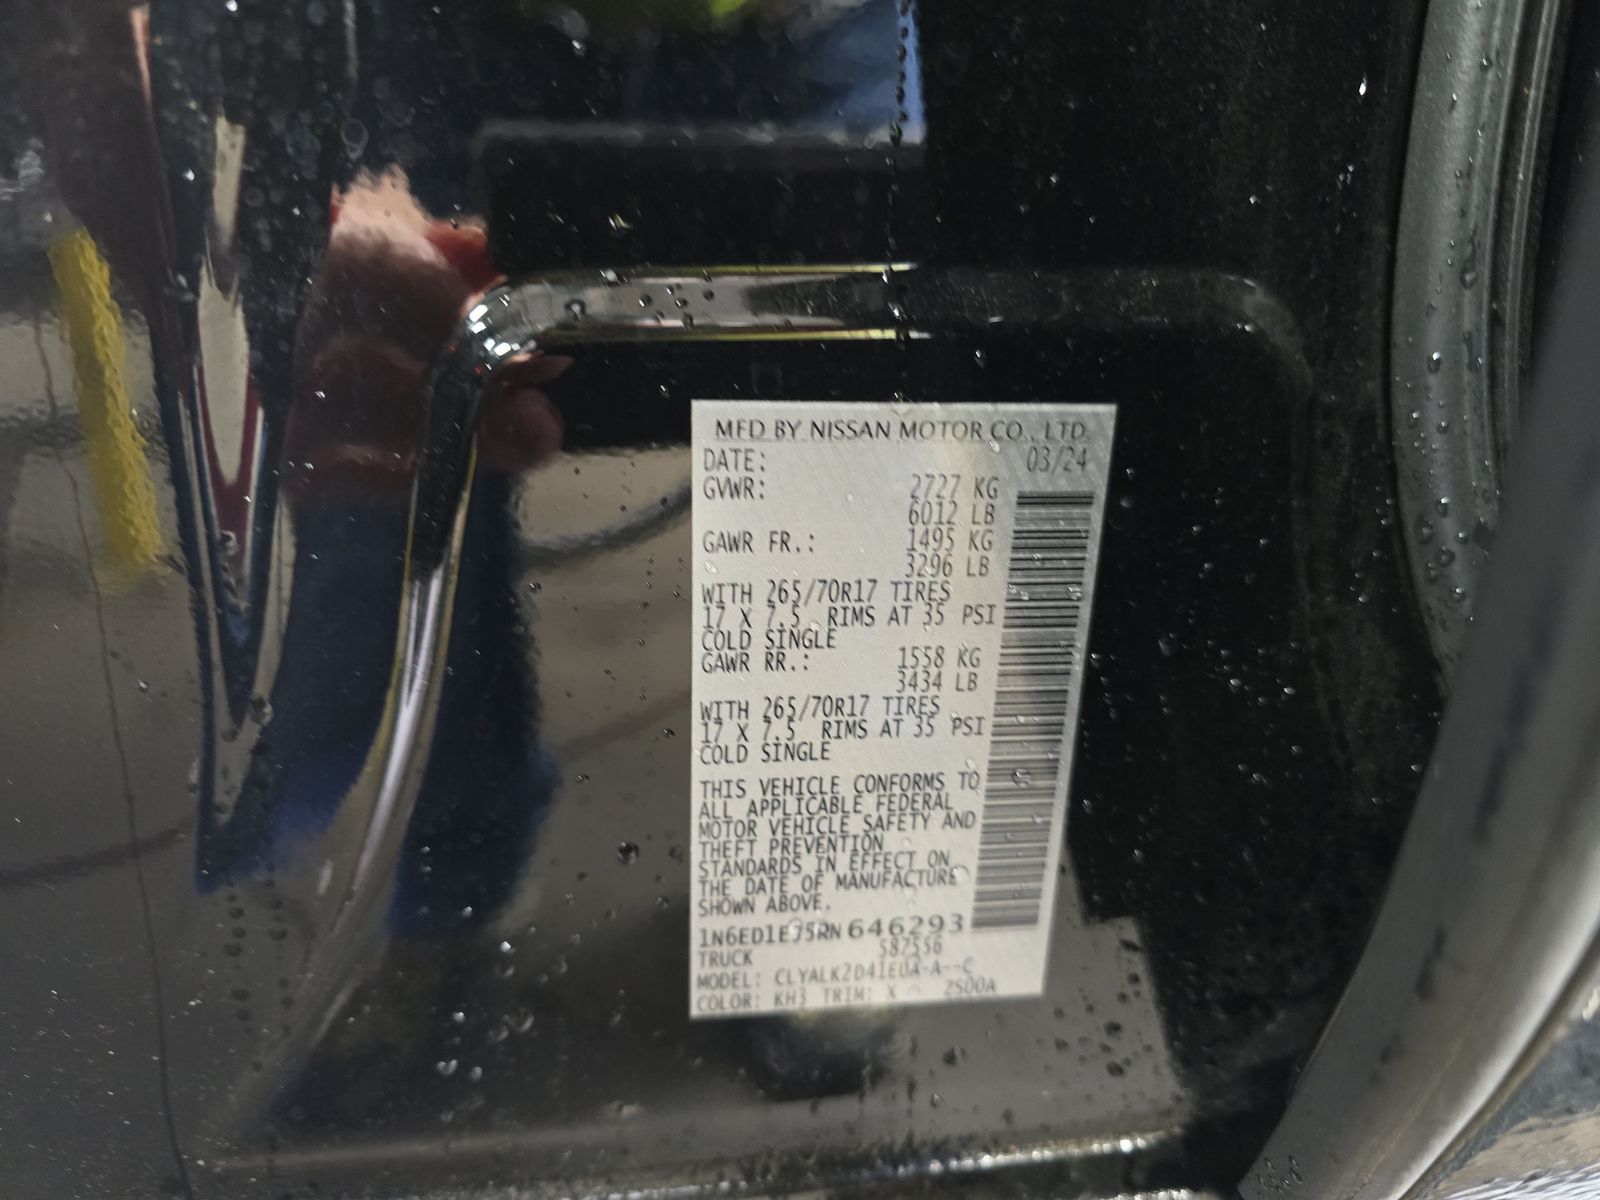 MFD BY NISSAN MOTOR CO., LTD.
DATE: 03/24
GVWR: 2727 KG
6012 LB
GAWR FR.: 1495 KG
3296 LB
WITH 265/70R17 TIRES
17 X 7.5 RIMS AT 35 PSI
COLD SINGLE
GAWR RR.: 1558 KG
3434 LB
WITH 265/70R17 TIRES
17 X 7.5 RIMS AT 35 PSI
COLD SINGLE
THIS VEHICLE CONFORMS TO
ALL APPLICABLE FEDERAL
MOTOR VEHICLE SAFETY AND
THEFT PREVENTION
STANDARDS IN EFFECT ON
THE DATE OF MANUFACTURE
SHOWN ABOVE.
1N6ED1EJ5RN646293
TRUCK 587556
MODEL: CLYALK2D41EUA-A--C
COLOR: KH3 TRIM: X 2S00A